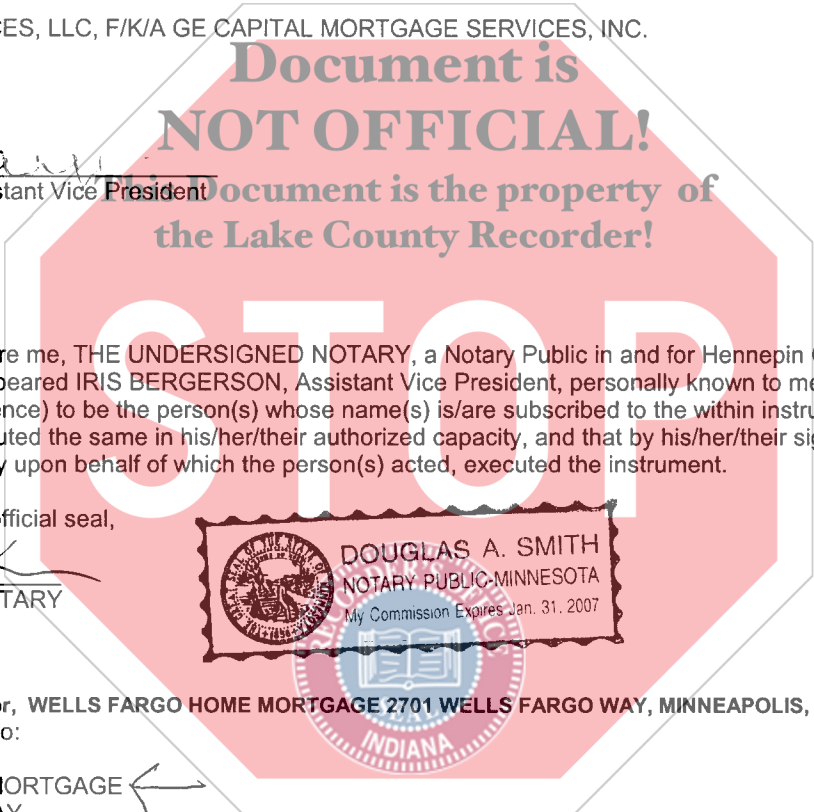 CES, LLC, F/K/A GE CAPITAL MORTGAGE SERVICES, INC.
Document is
NOT OFFICIAL!
stant Vice President
This Document is the property of
the Lake County Recorder!
STOP
re me, THE UNDERSIGNED NOTARY, a Notary Public in and for Hennepin
peared IRIS BERGERSON, Assistant Vice President, personally known to me
ence) to be the person(s) whose name(s) is/are subscribed to the within instru
uted the same in his/her/their authorized capacity, and that by his/her/their sig
y upon behalf of which the person(s) acted, executed the instrument.
official seal,
DOUGLAS A. SMITH
NOTARY PUBLIC-MINNESOTA
My Commission Expires Jan. 31, 2007
TARY
RECORDER'S OFFICE
SEAL
INDIANA
or, WELLS FARGO HOME MORTGAGE 2701 WELLS FARGO WAY, MINNEAPOLIS,
o:
MORTGAGE